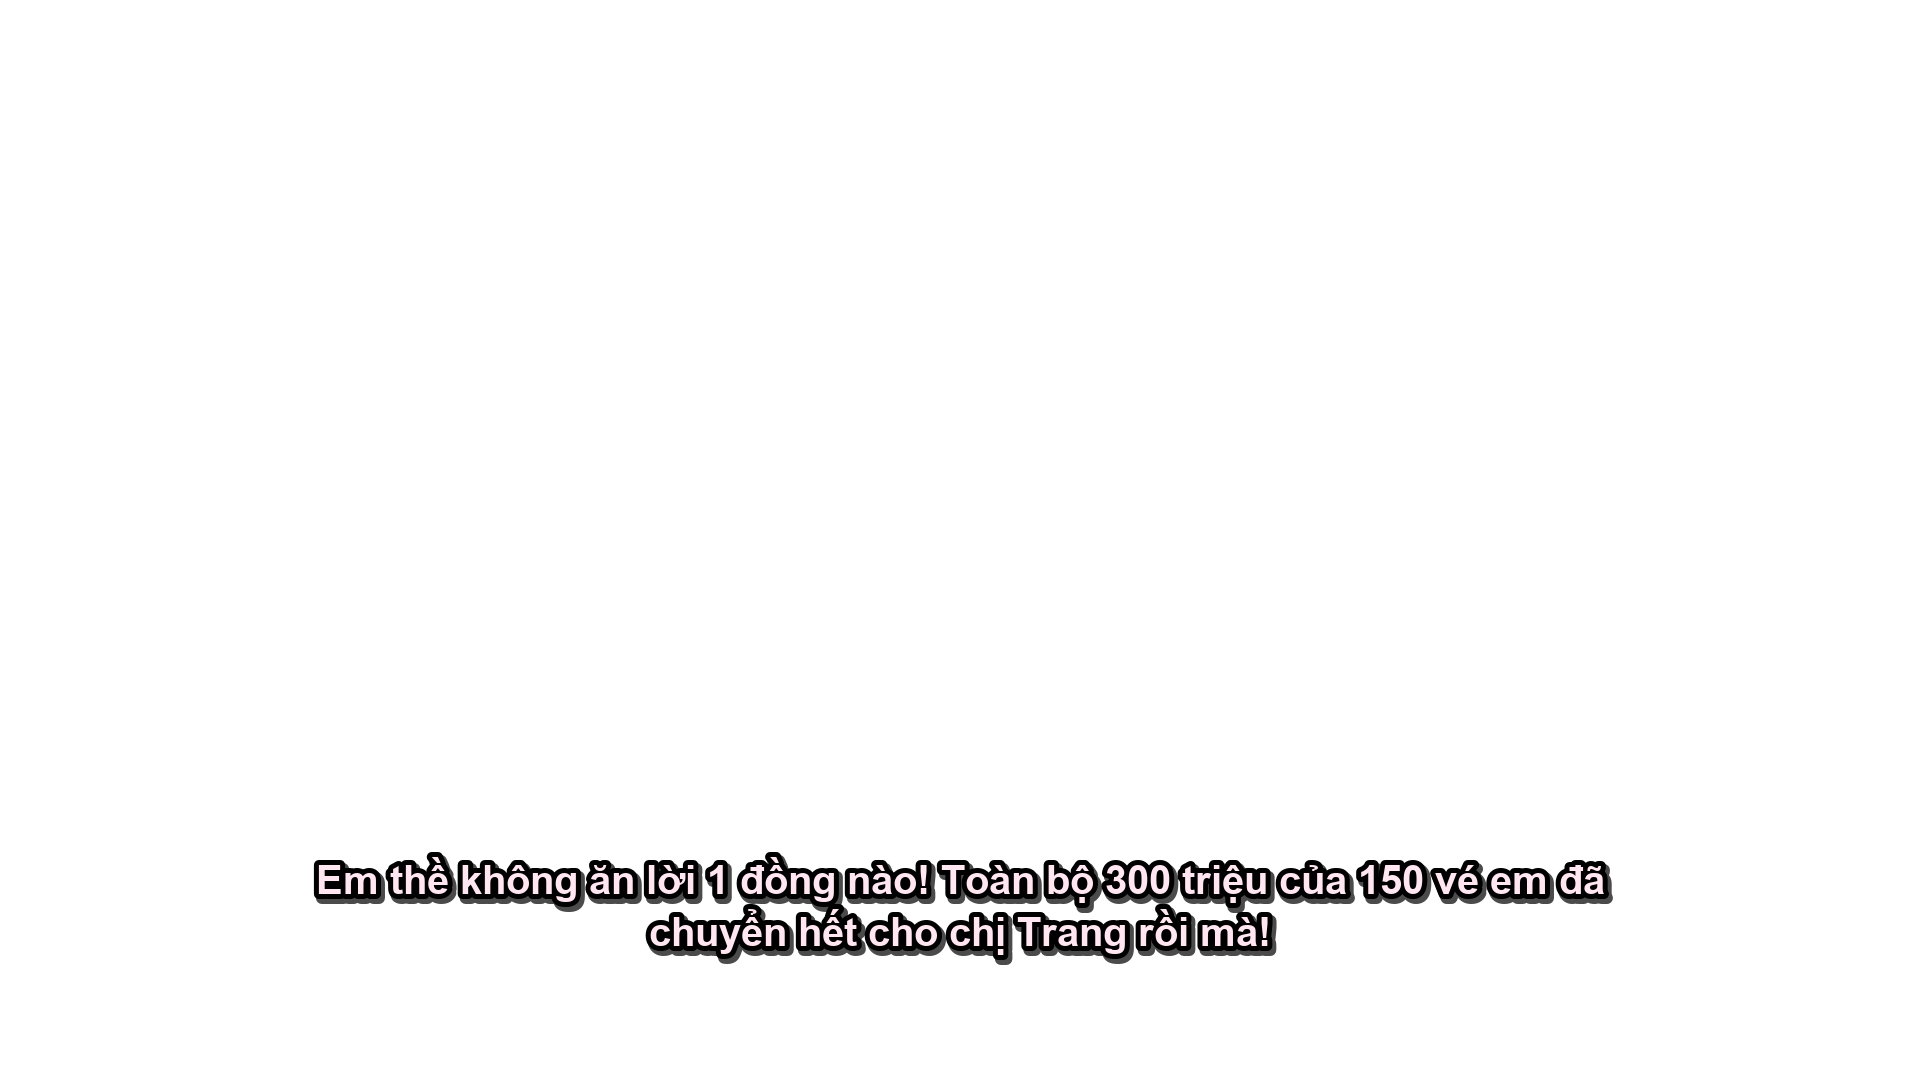 Em thề không ăn lời 1 đồng nào! Toàn bộ 300 triệu của 150 vé em đã
chuyển hết cho chị Trang rồi mà!